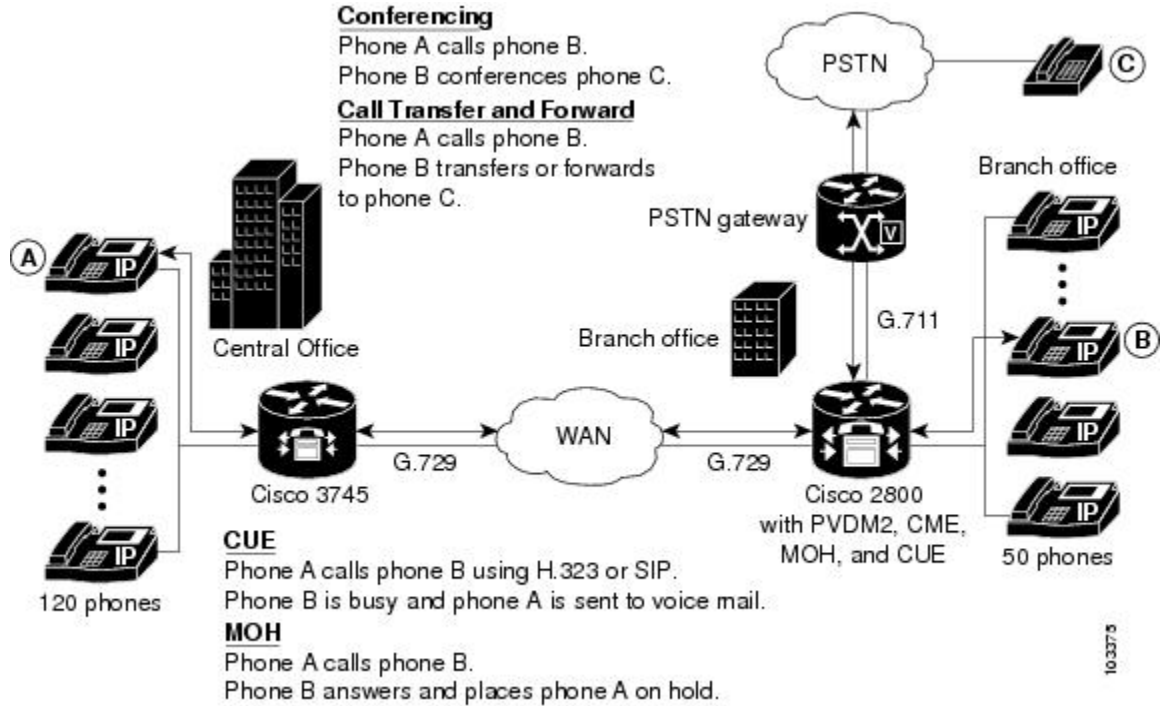 Conferencing
Phone A calls phone B.
Phone B conferences phone C.
Call Transfer and Forward
Phone A calls phone B.
Phone B transfers or forwards
to phone C.
PSTN
C
PSTN gateway
V
Branch office
IP
IP
B
IP
IP
50 phones
A
IP
IP
IP
IP
120 phones
Central Office
Branch office
G.711
Cisco 3745
G.729
WAN
G.729
Cisco 2800
with PVDM2, CME,
MOH, and CUE
CUE
Phone A calls phone B using H.323 or SIP.
Phone B is busy and phone A is sent to voice mail.
MOH
Phone A calls phone B.
Phone B answers and places phone A on hold.
103375